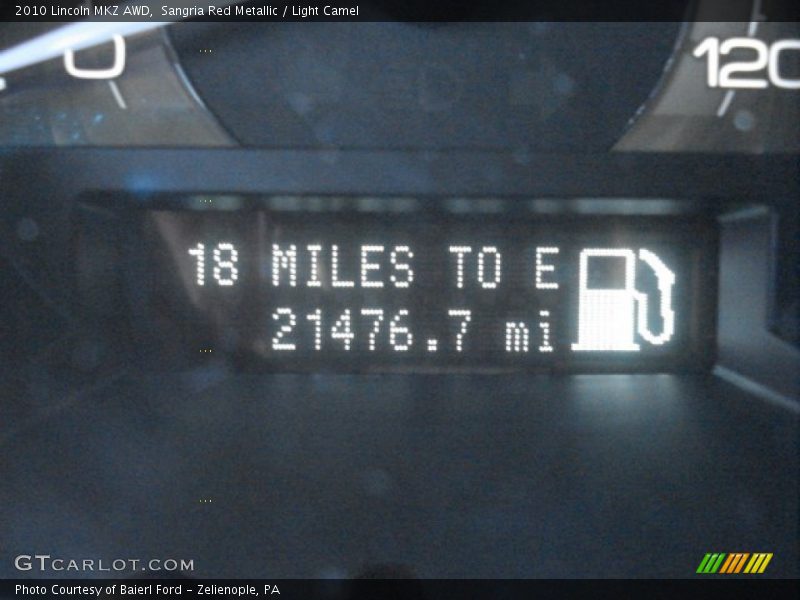 2010 Lincoln MKZ AWD, Sangria Red Metallic / Light Camel
0 120
18 MILES TO E
21476.7 mi
GTCARLOT.COM
Photo Courtesy of Baierl Ford - Zelienople, PA